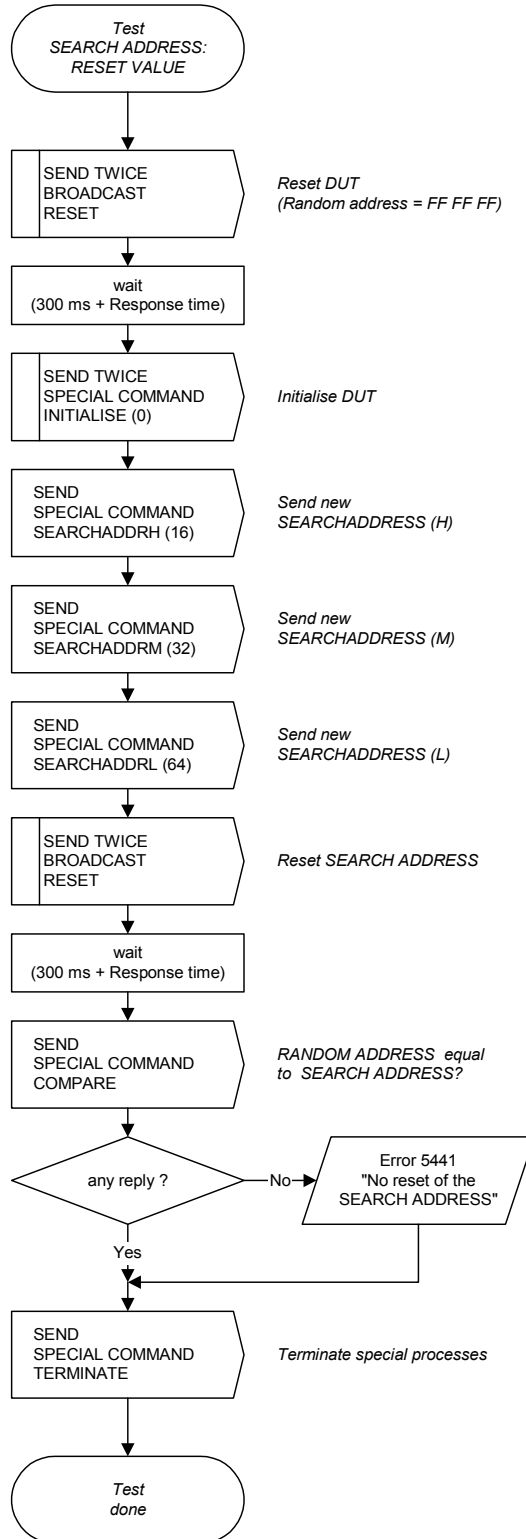 Test
SEARCH ADDRESS:
RESET VALUE
SEND TWICE
BROADCAST
RESET
Reset DUT
(Random address = FF FF FF)
wait
(300 ms + Response time)
SEND TWICE
SPECIAL COMMAND
INITIALISE (0)
Initialise DUT
SEND
SPECIAL COMMAND
SEARCHADDRH (16)
Send new
SEARCHADDRESS (H)
SEND
SPECIAL COMMAND
SEARCHADDRM (32)
Send new
SEARCHADDRESS (M)
SEND
SPECIAL COMMAND
SEARCHADDRL (64)
Send new
SEARCHADDRESS (L)
SEND TWICE
BROADCAST
RESET
Reset SEARCH ADDRESS
wait
(300 ms + Response time)
SEND
SPECIAL COMMAND
COMPARE
RANDOM ADDRESS equal
to SEARCH ADDRESS?
any reply ?
No
Error 5441
"No reset of the
SEARCH ADDRESS"
Yes
SEND
SPECIAL COMMAND
TERMINATE
Terminate special processes
Test
done